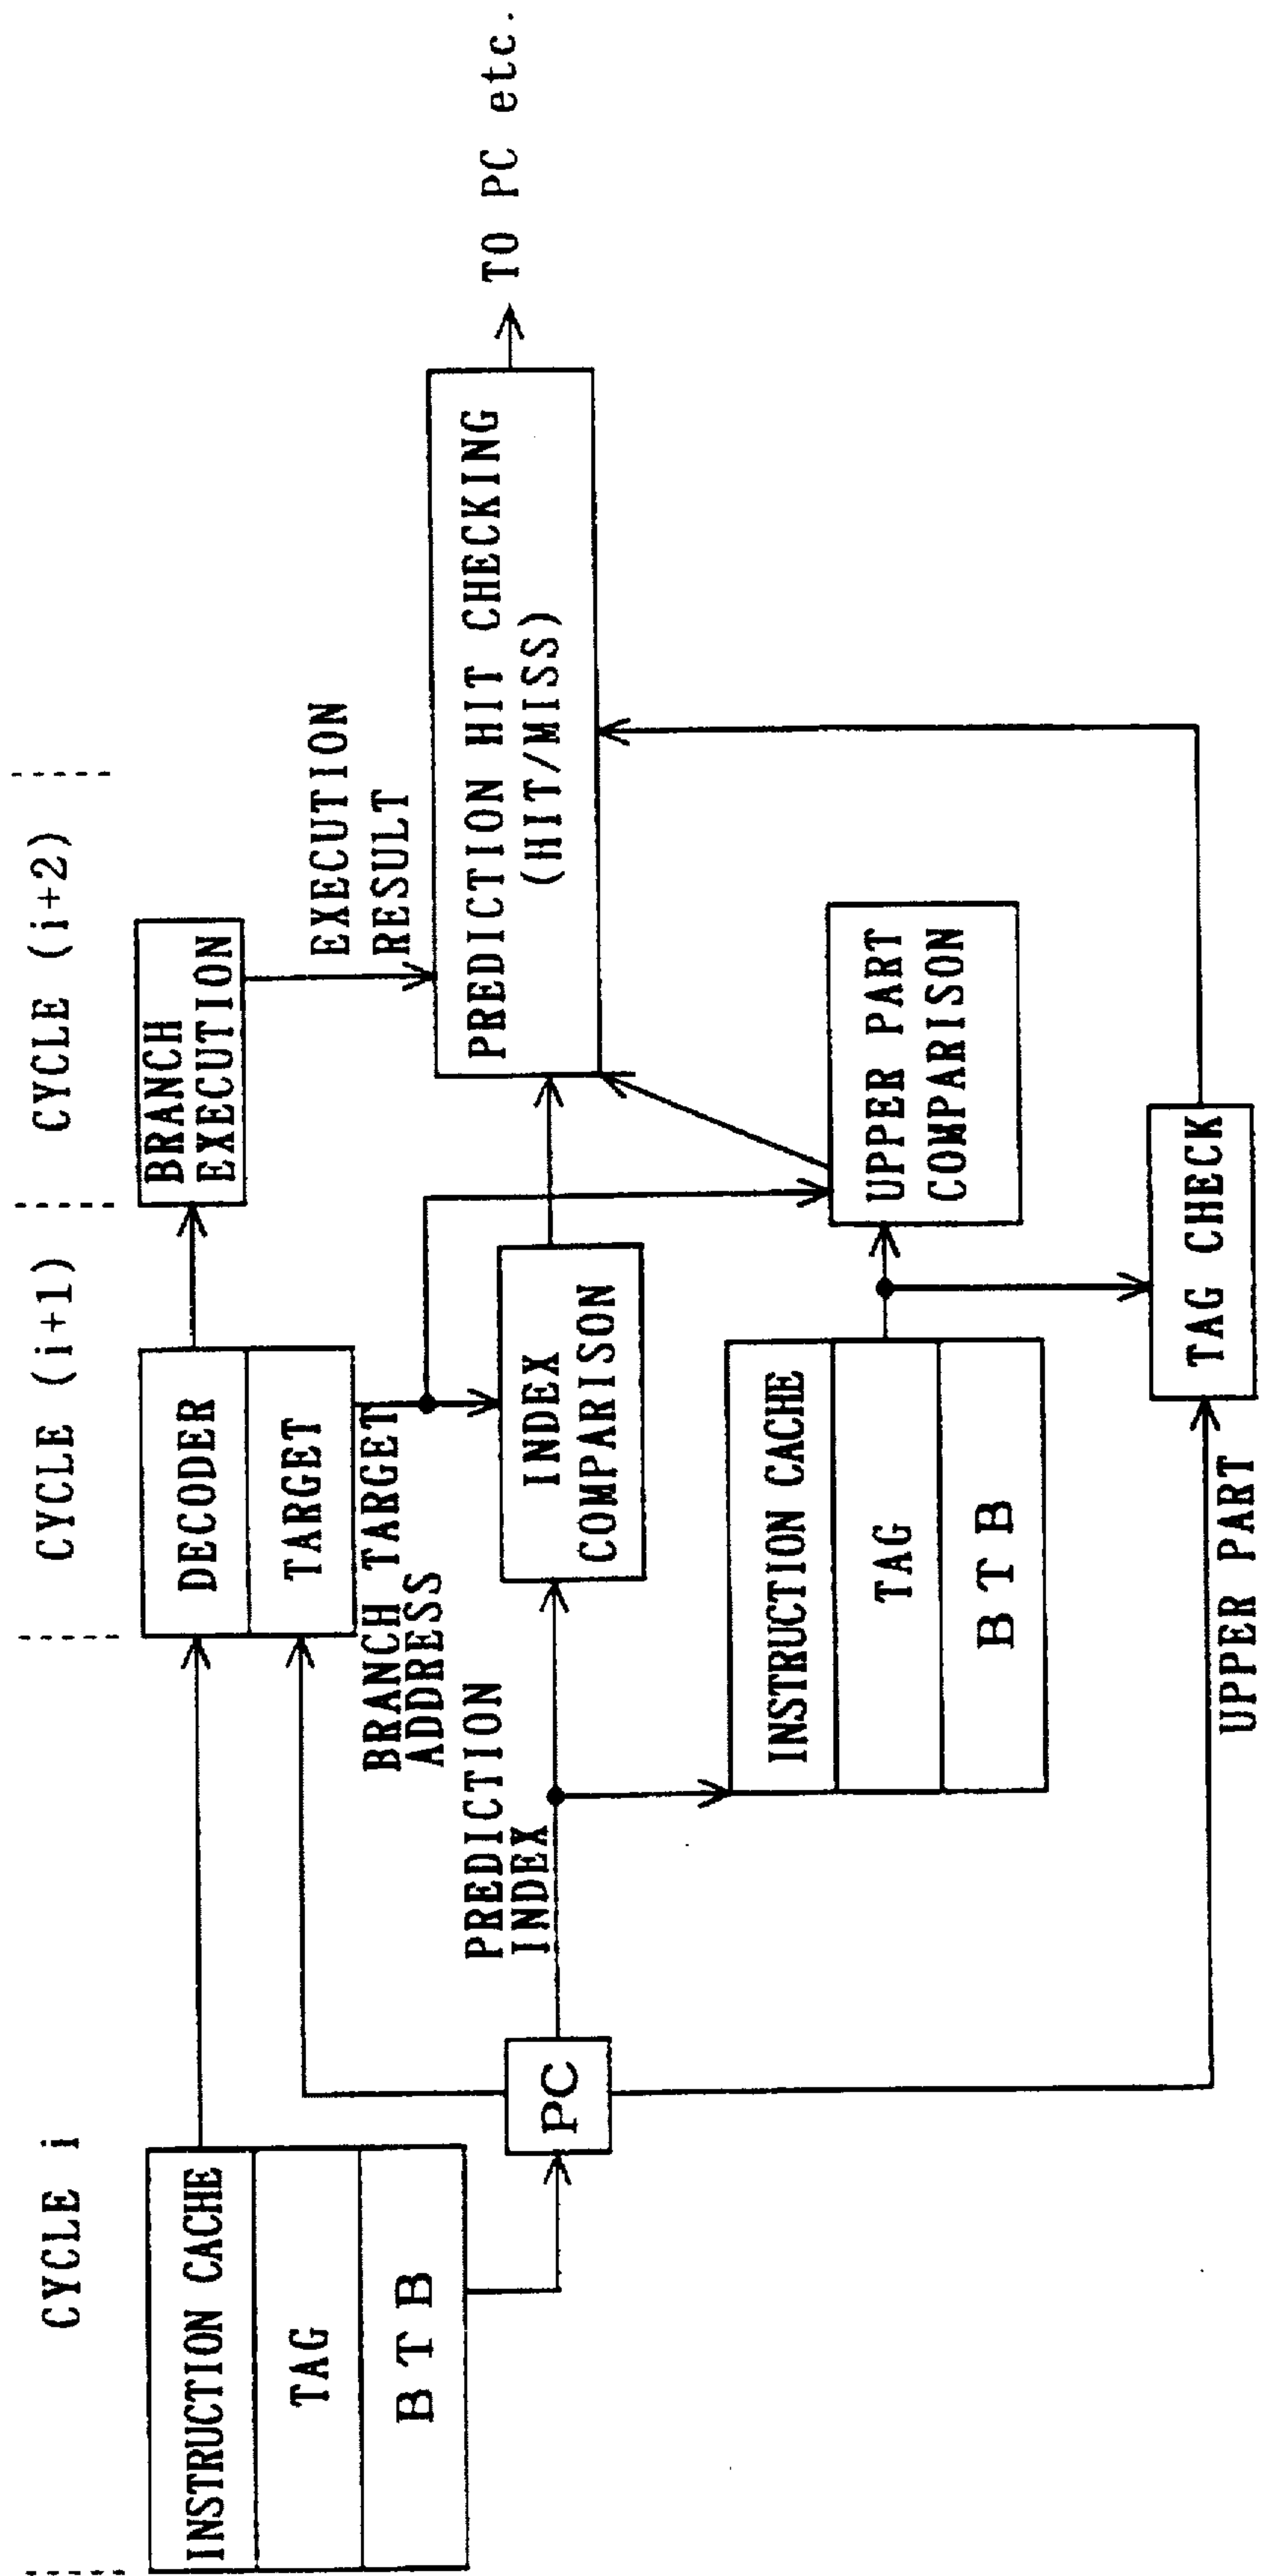 CYCLE i
CYCLE (i+1)
CYCLE (i+2)
INSTRUCTION CACHE
TAG
BTB
DECODER
TARGET
BRANCH
EXECUTION
BRANCH TARGET
ADDRESS
EXECUTION
RESULT
PC
PREDICTION
INDEX
INDEX
COMPARISON
PREDICTION HIT CHECKING
(HIT/MISS)
TO PC etc.
INSTRUCTION CACHE
TAG
BTB
UPPER PART
COMPARISON
TAG CHECK
UPPER PART